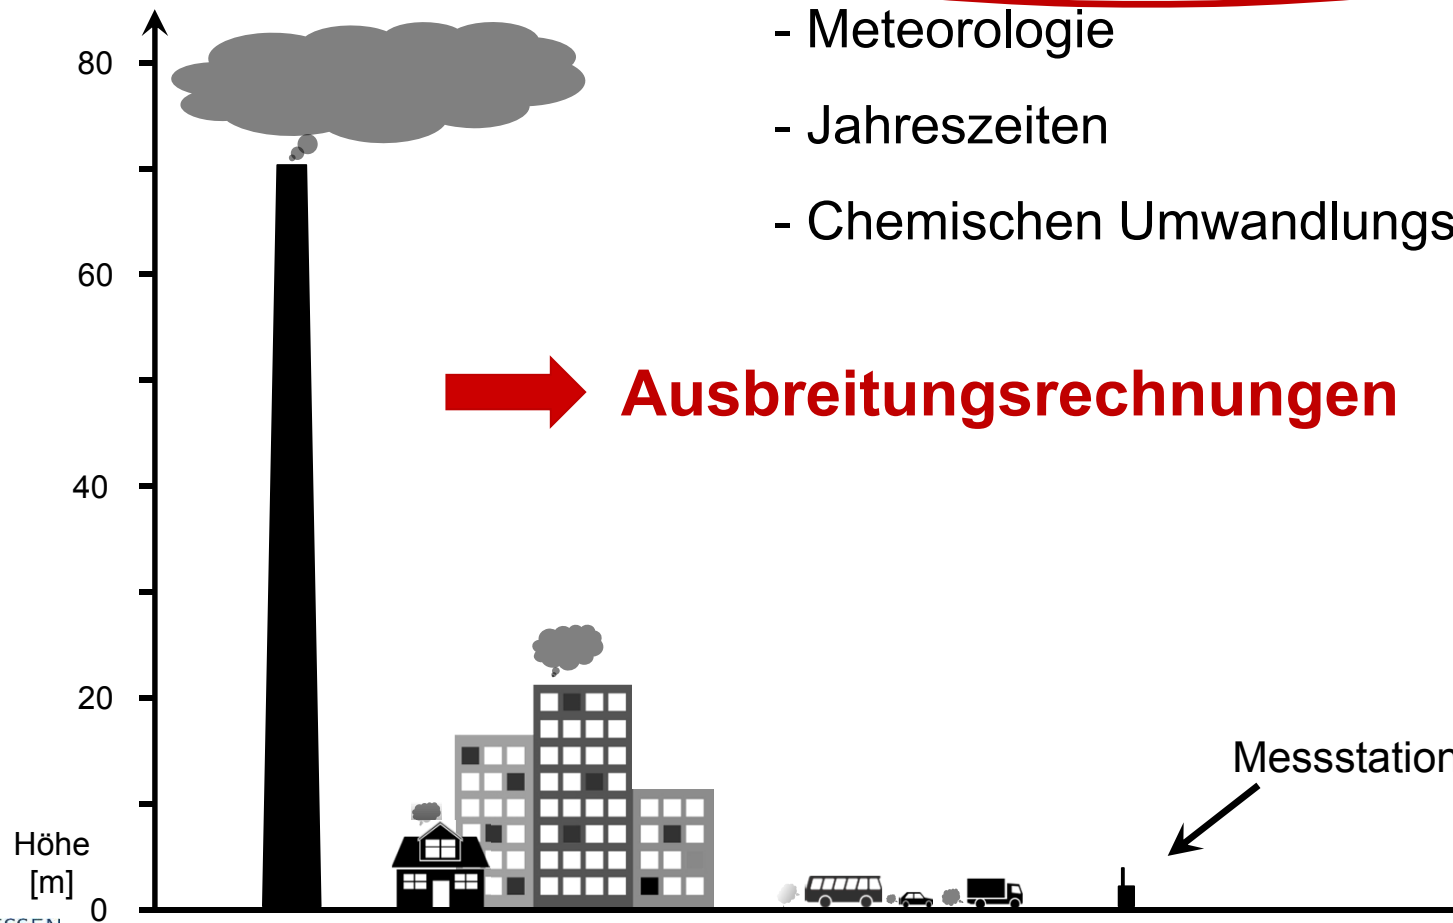 - Meteorologie
80
- Jahreszeiten
- Chemischen Umwandlungs
60
Ausbreitungsrechnungen
40
20
Messstation
Höhe
[m]
0